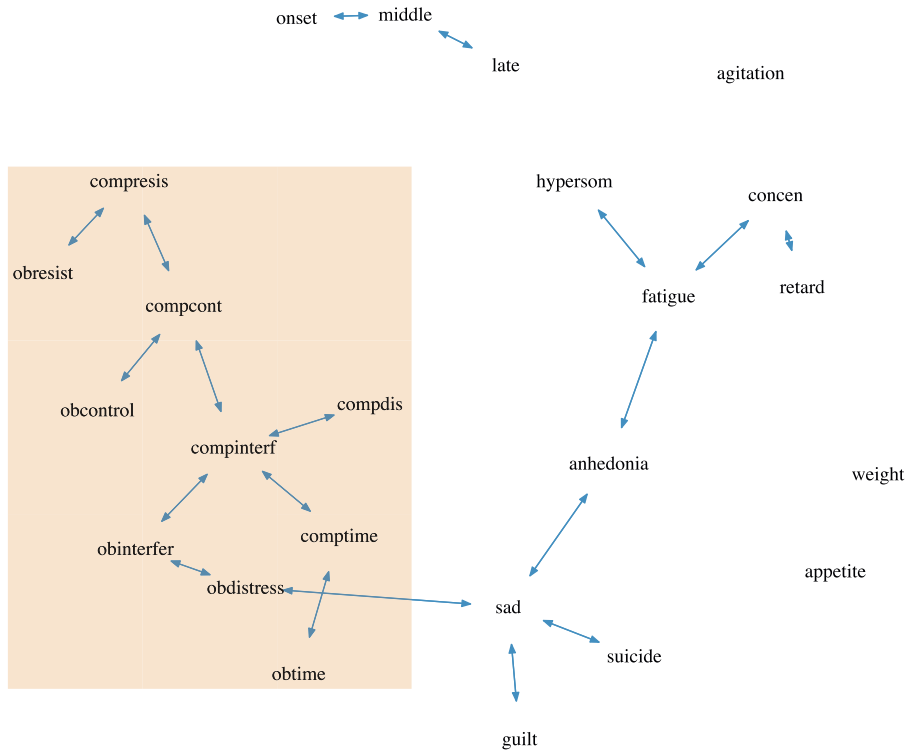 onset
middle
late
agitation
compresis
hypersom
concen
obresist
retard
fatigue
compcont
compdis
obcontrol
compinterf
anhedonia
weight
comptime
obinterfer
appetite
obdistress
sad
suicide
obtime
guilt